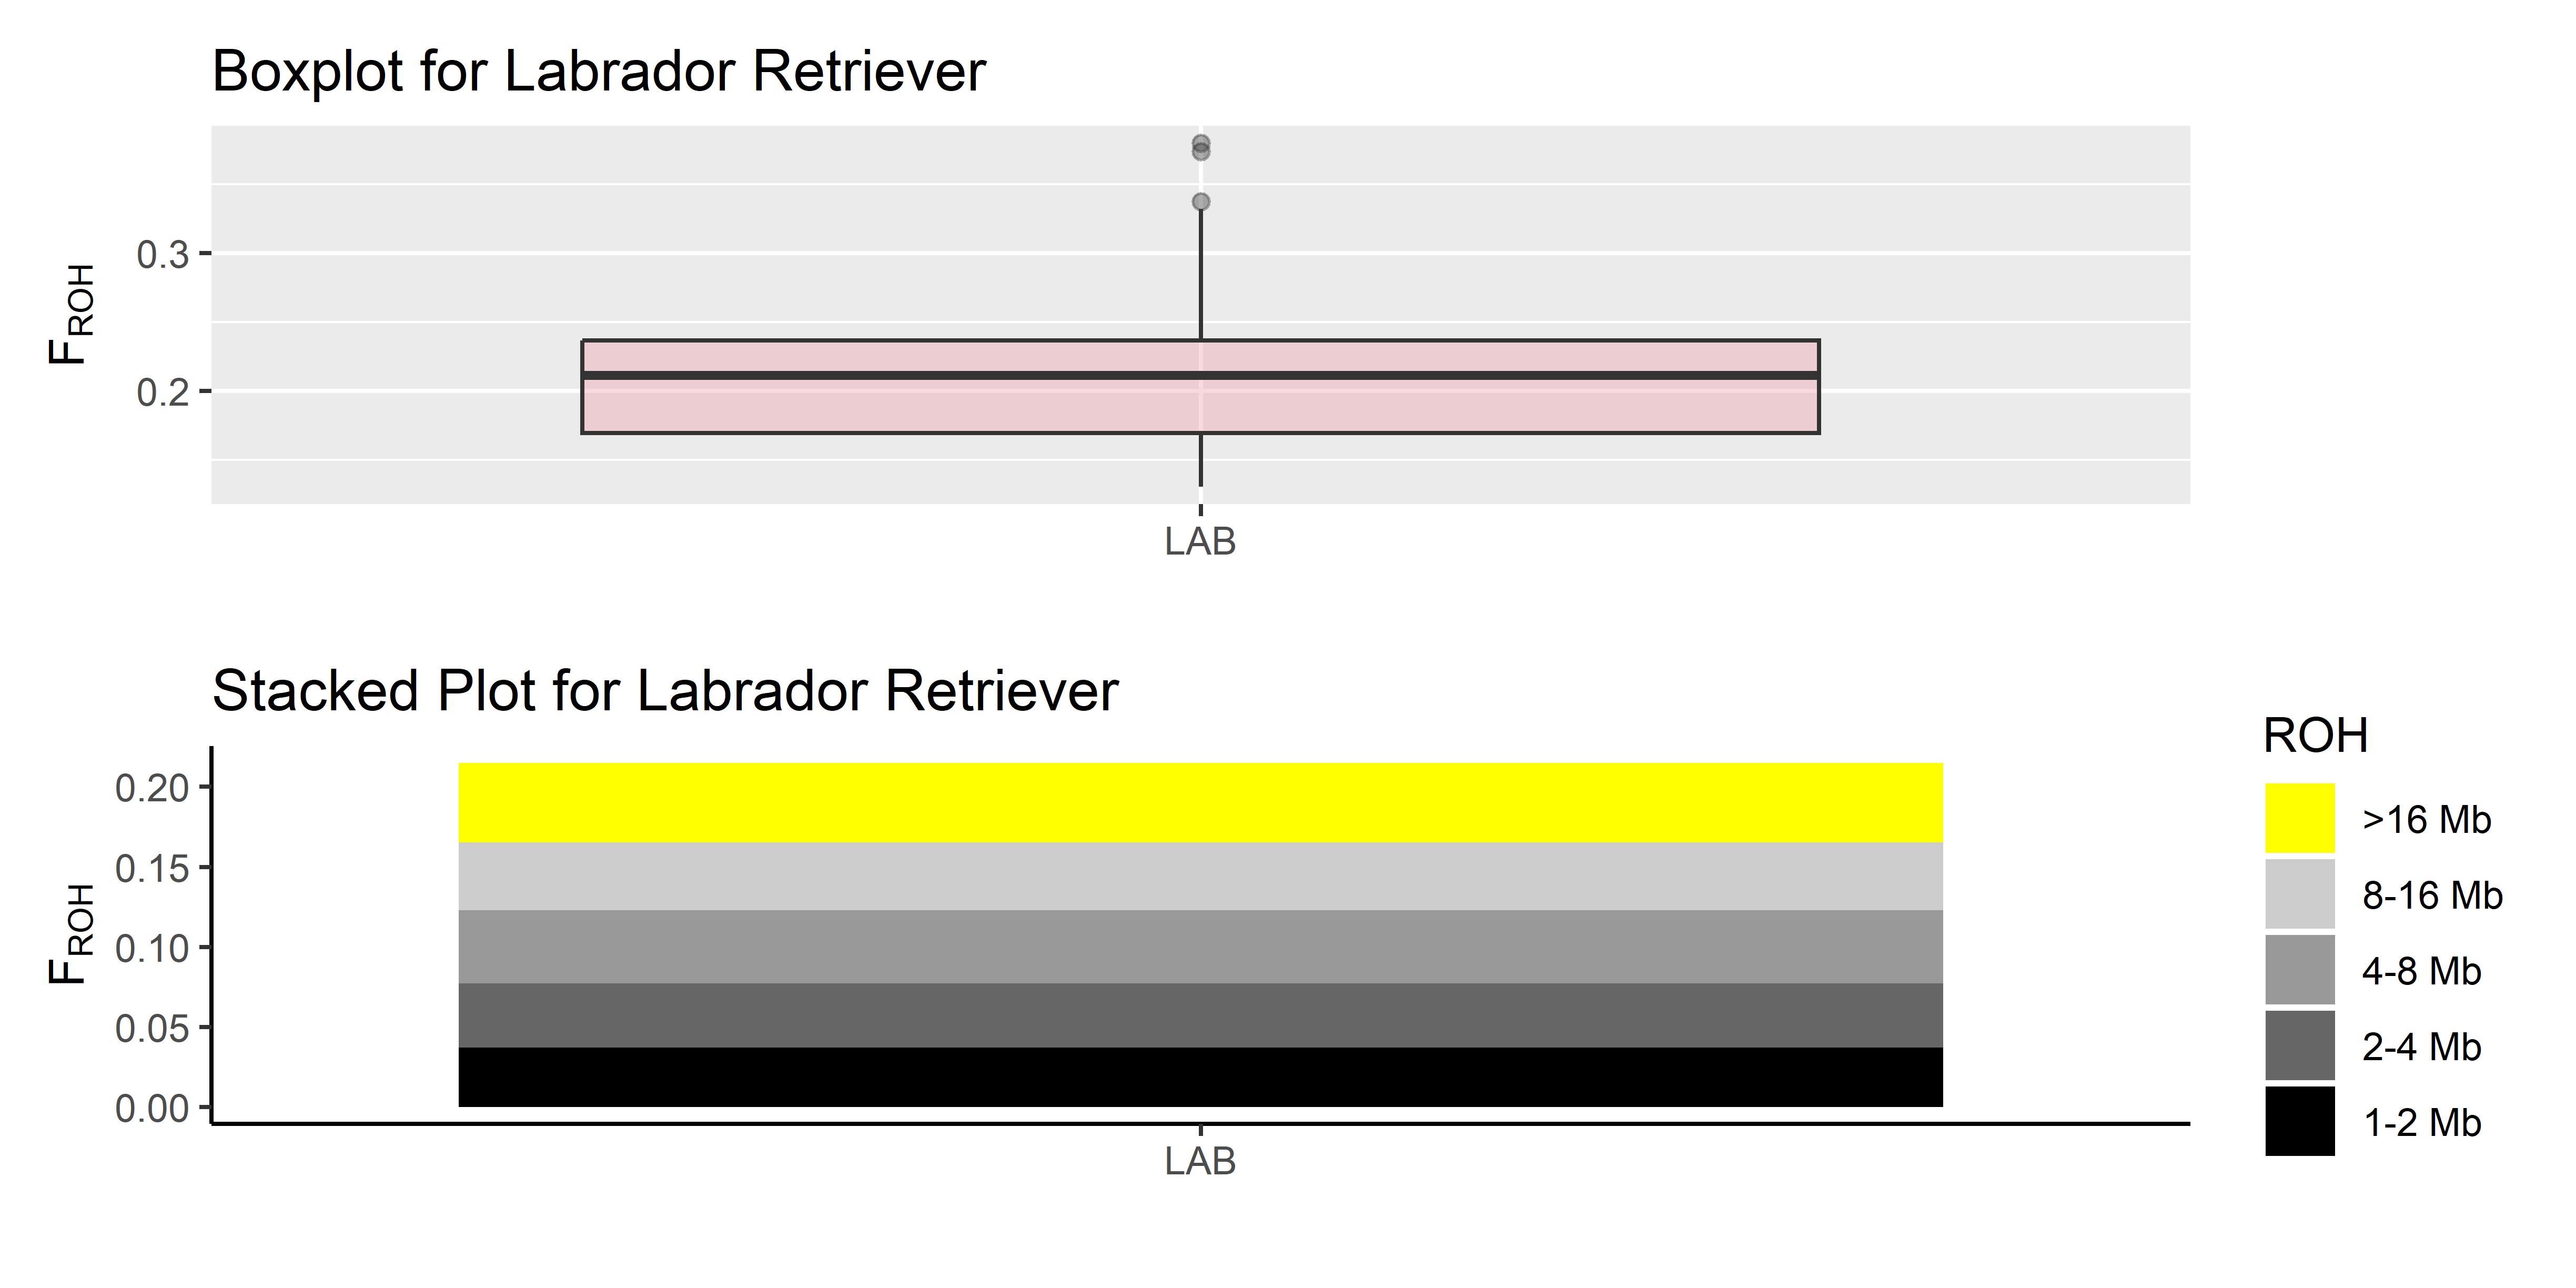 Boxplot for Labrador Retriever
F_ROH
0.3
0.2
LAB
Stacked Plot for Labrador Retriever
F_ROH
0.20
0.15
0.10
0.05
0.00
LAB
ROH
>16 Mb
8-16 Mb
4-8 Mb
2-4 Mb
1-2 Mb